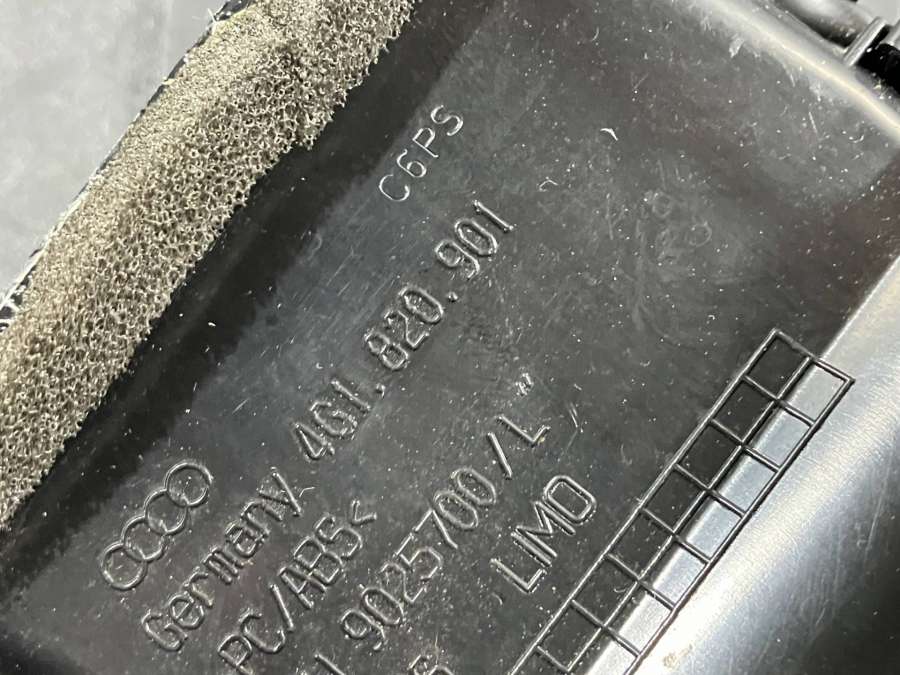 C6PS
4G1.820.901
Germany
PC/ABS<
9025700/L"
LIMO